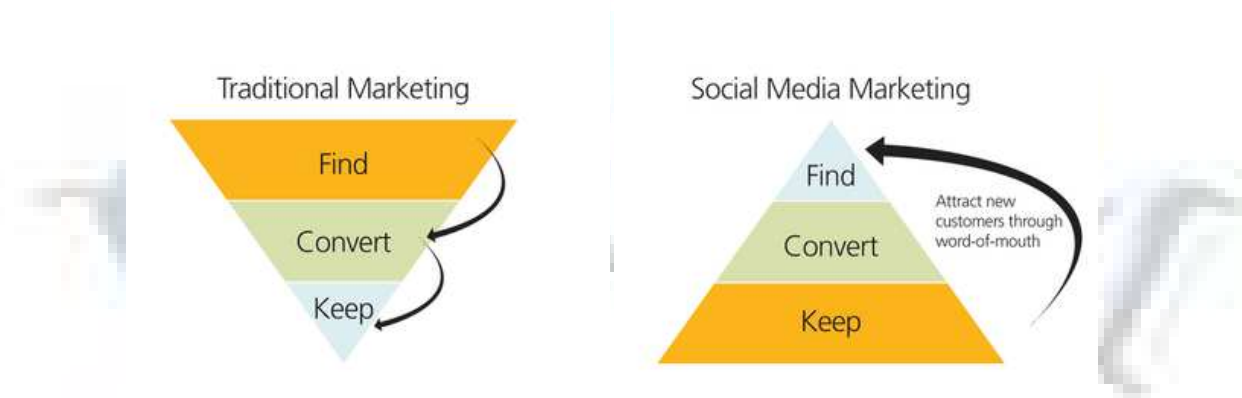 Traditional Marketing
Find
Convert
Keep
Social Media Marketing
Find
Attract new
customers through
word-of-mouth
Convert
Keep